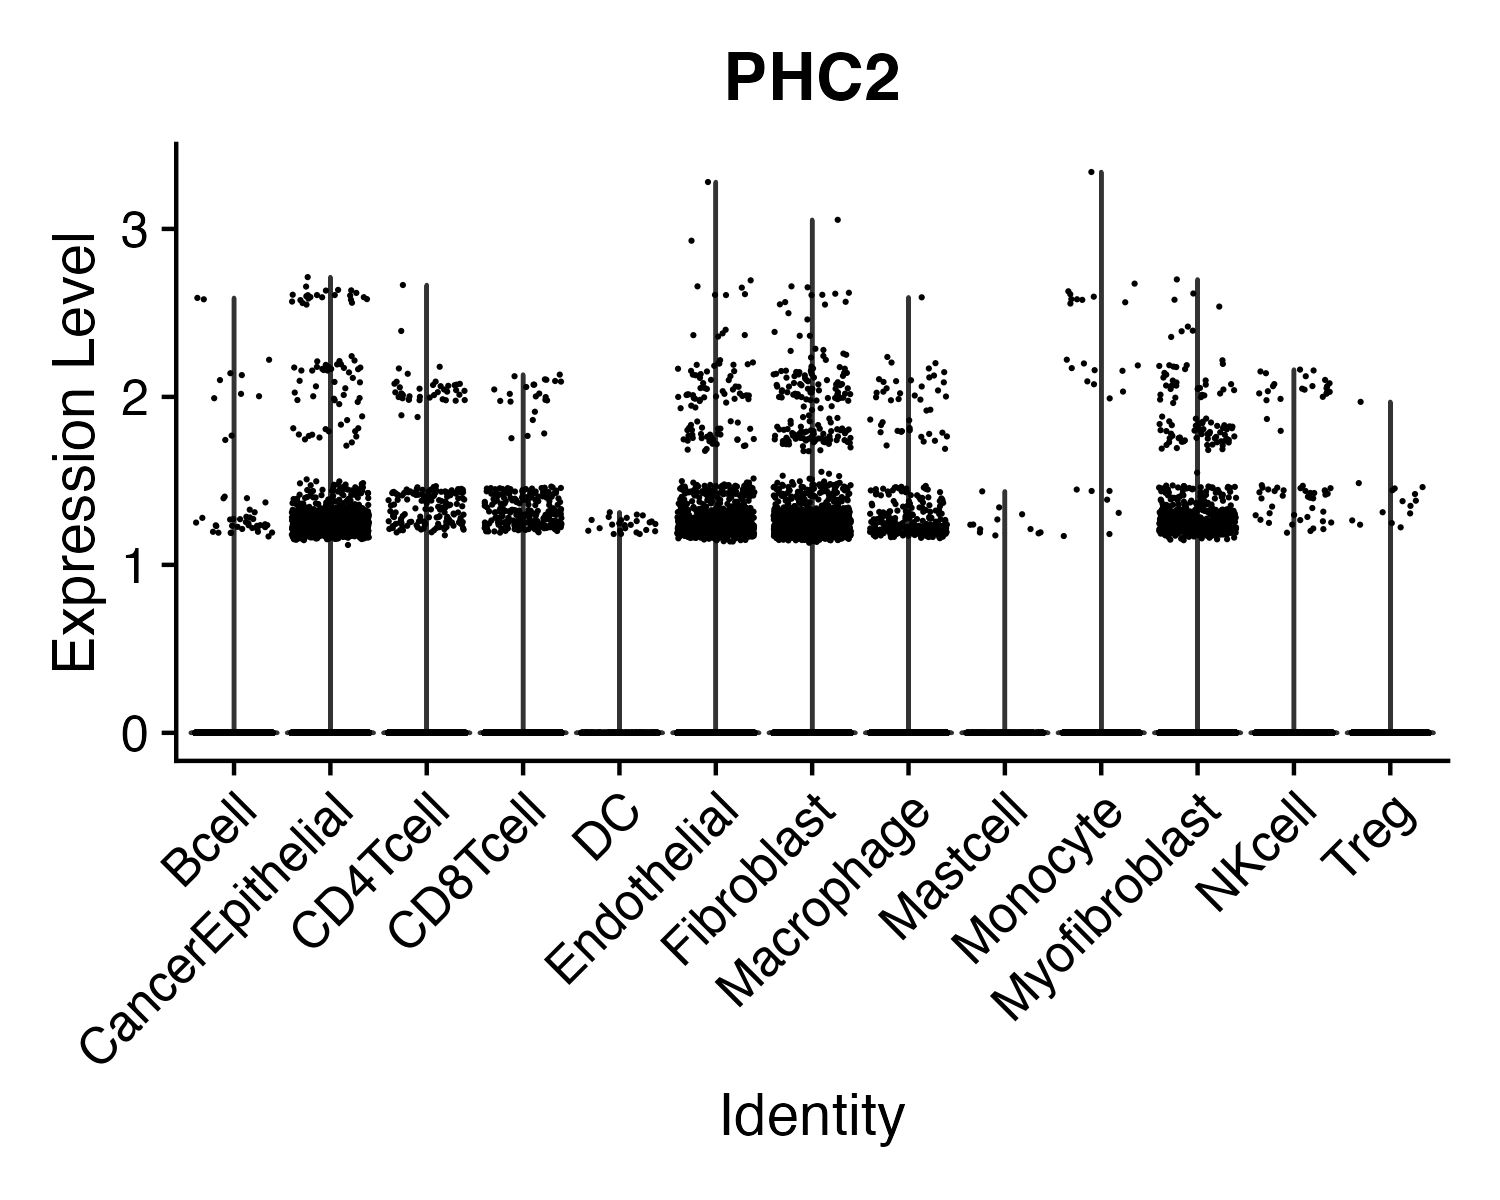 PHC2
Expression Level
3
2
1
0
Bcell
CancerEpithelial
CD4Tcell
CD8Tcell
DC
Endothelial
Fibroblast
Macrophage
Mastcell
Monocyte
Myofibroblast
NKcell
Treg
Identity